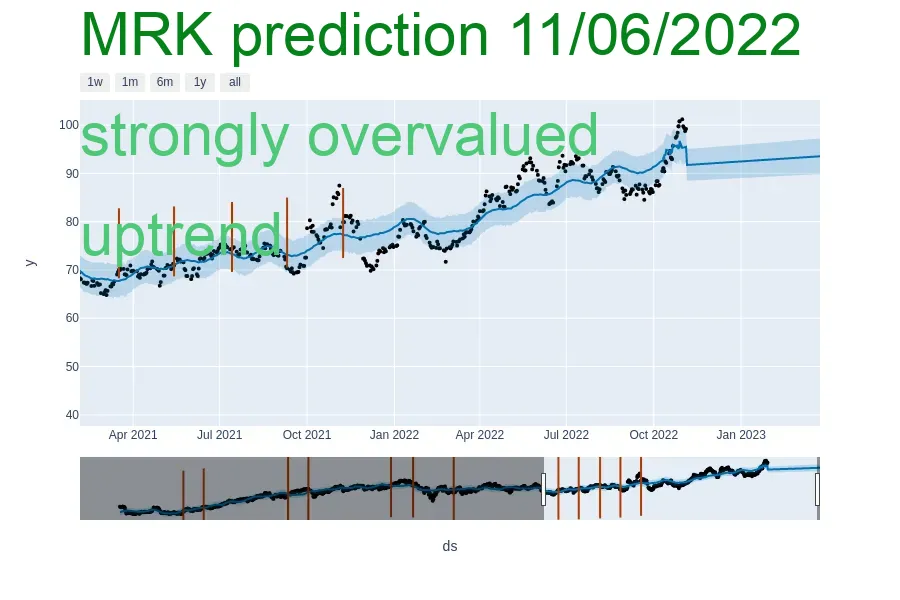 MRK prediction 11/06/2022
1w 1m 6m 1y all
strongly overvalued
uptrend
100
90
80
70
60
50
40
y
Apr 2021 Jul 2021 Oct 2021 Jan 2022 Apr 2022 Jul 2022 Oct 2022 Jan 2023
ds